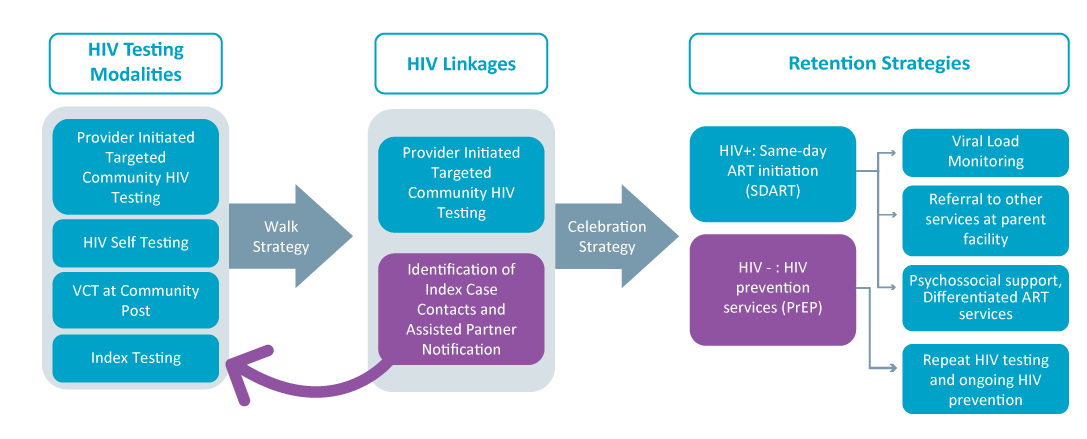 HIV Testing
Modalities
Provider Initiated
Targeted
Community HIV
Testing
HIV Self Testing
VCT at Community
Post
Index Testing
Walk
Strategy
HIV Linkages
Provider Initiated
Targeted
Community HIV
Testing
Identification of
Index Case
Contacts and
Assisted Partner
Notification
Celebration
Strategy
Retention Strategies
HIV+: Same-day
ART initiation
(SDART)
HIV - : HIV
prevention
services (PrEP)
Viral Load
Monitoring
Referral to other
services at parent
facility
Psychossocial support,
Differentiated ART
services
Repeat HIV testing
and ongoing HIV
prevention